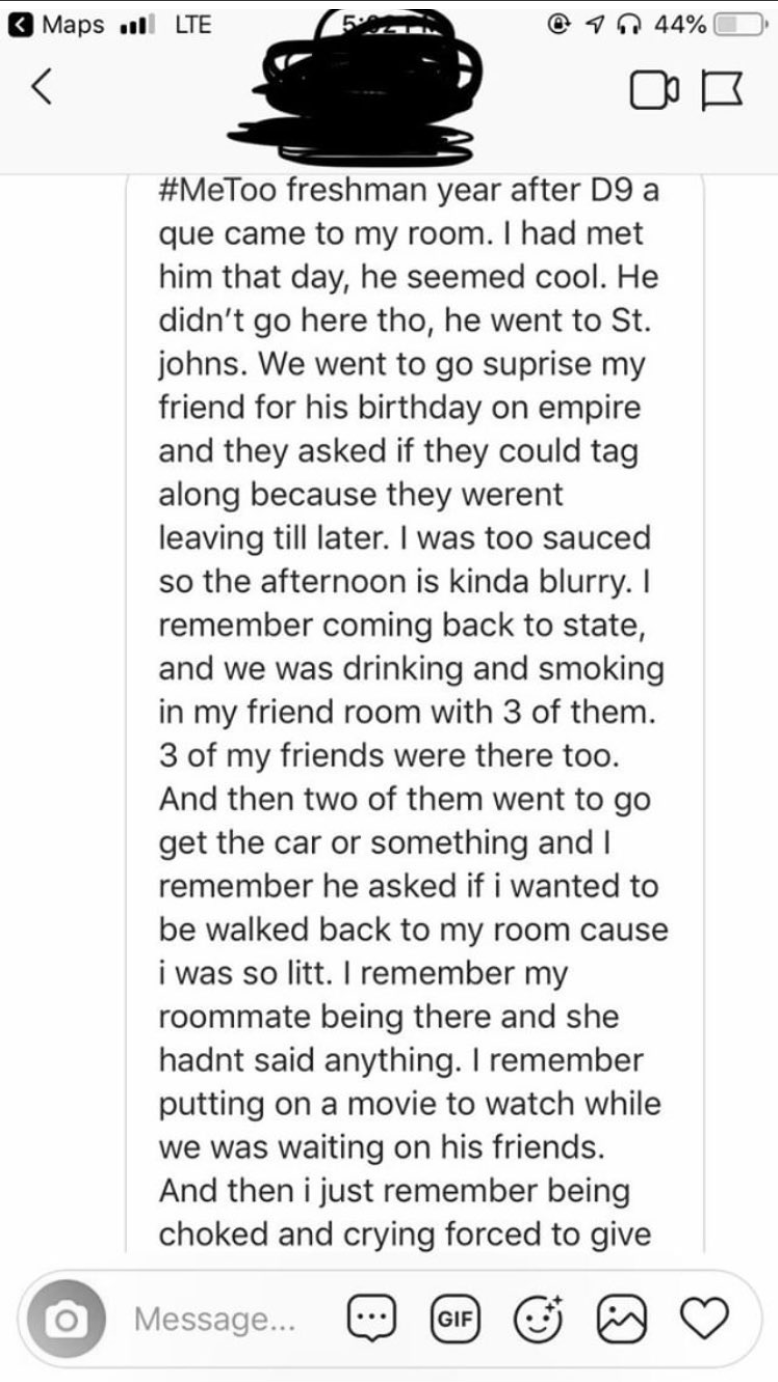 Maps LTE 44%
#MeToo freshman year after D9 a
que came to my room. I had met
him that day, he seemed cool. He
didn’t go here tho, he went to St.
johns. We went to go suprise my
friend for his birthday on empire
and they asked if they could tag
along because they werent
leaving till later. I was too sauced
so the afternoon is kinda blurry. I
remember coming back to state,
and we was drinking and smoking
in my friend room with 3 of them.
3 of my friends were there too.
And then two of them went to go
get the car or something and I
remember he asked if i wanted to
be walked back to my room cause
i was so litt. I remember my
roommate being there and she
hadnt said anything. I remember
putting on a movie to watch while
we was waiting on his friends.
And then i just remember being
choked and crying forced to give
Message... GIF